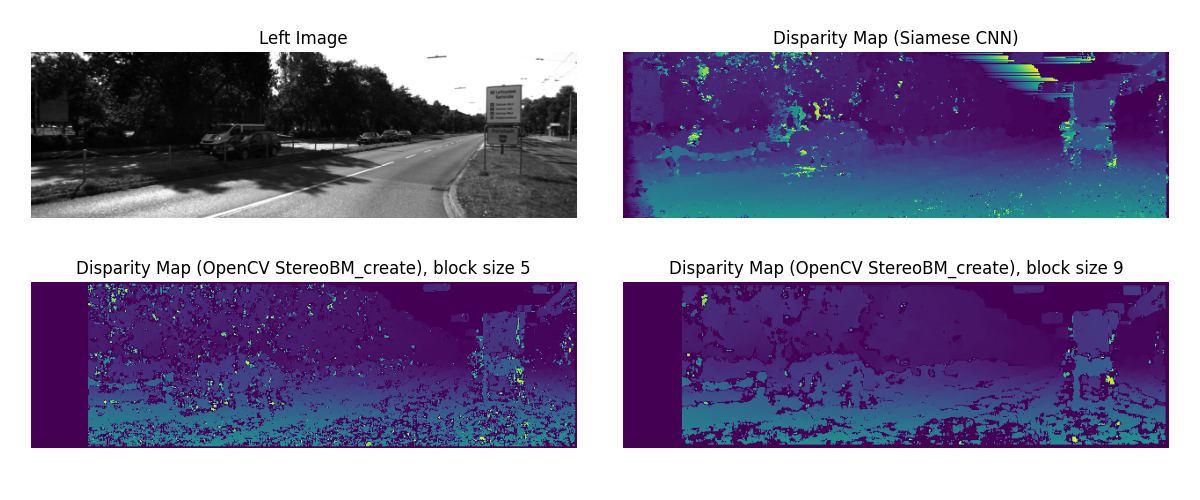 Left Image
Disparity Map (Siamese CNN)
Disparity Map (OpenCV StereoBM_create), block size 5
Disparity Map (OpenCV StereoBM_create), block size 9